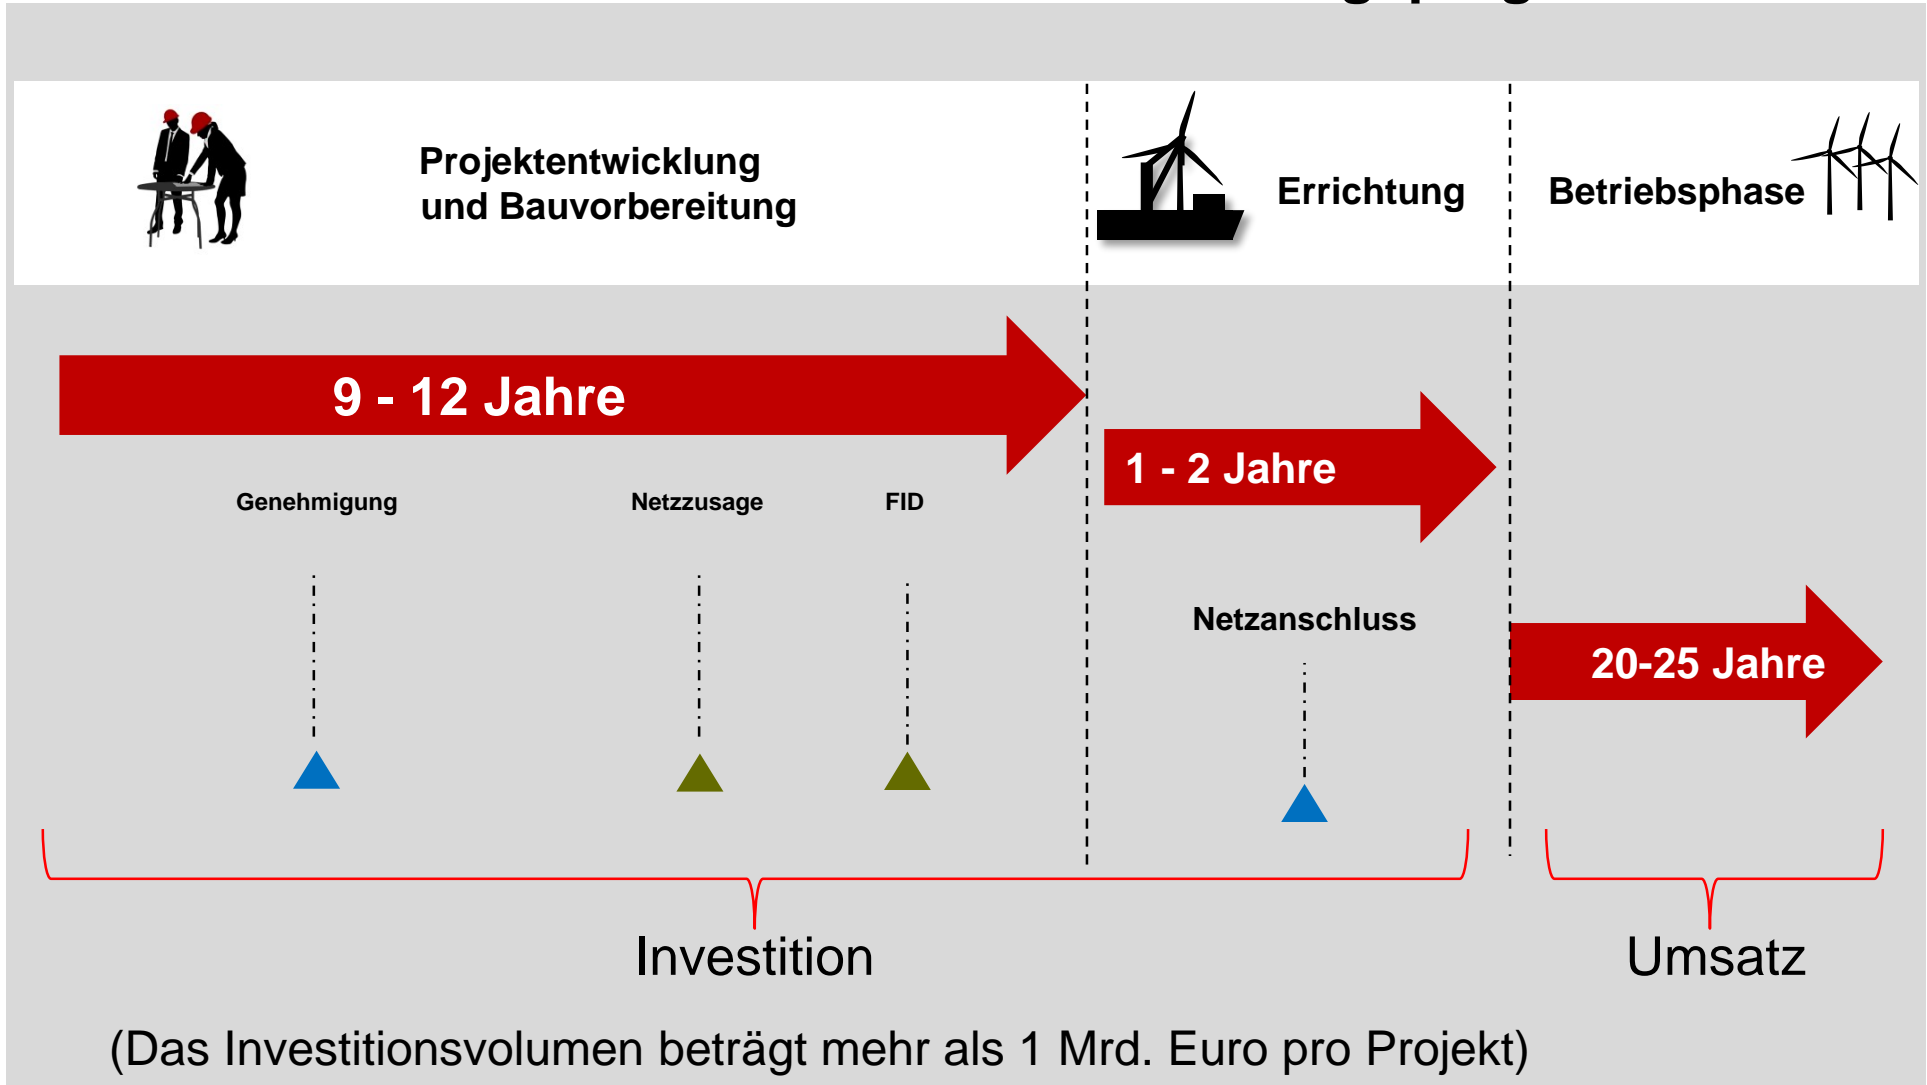 Projektentwicklung
und Bauvorbereitung
Errichtung
Betriebsphase
9 - 12 Jahre
1 - 2 Jahre
Genehmigung
Netzzusage
FID
Netzanschluss
20-25 Jahre
Investition
Umsatz
(Das Investitionsvolumen beträgt mehr als 1 Mrd. Euro pro Projekt)